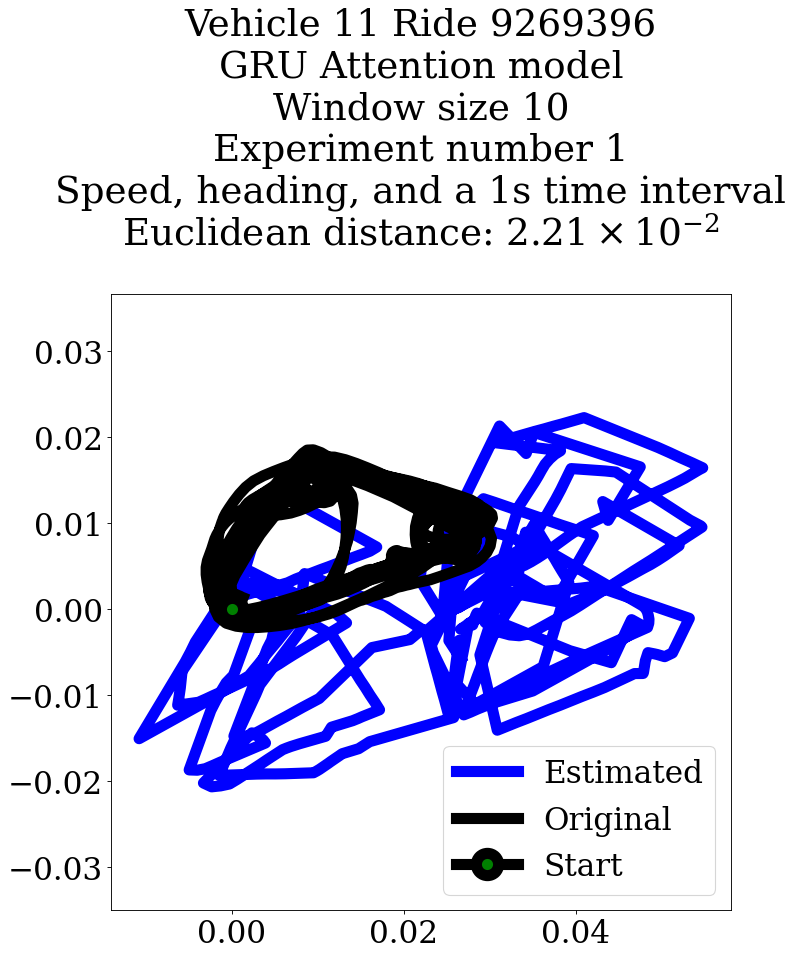 Vehicle 11 Ride 9269396
GRU Attention model
Window size 10
Experiment number 1
Speed, heading, and a 1s time interval
Euclidean distance: 2.21 × 10⁻²
0.03
0.02
0.01
0.00
−0.01
−0.02
−0.03
Estimated
Original
Start
0.00 0.02 0.04